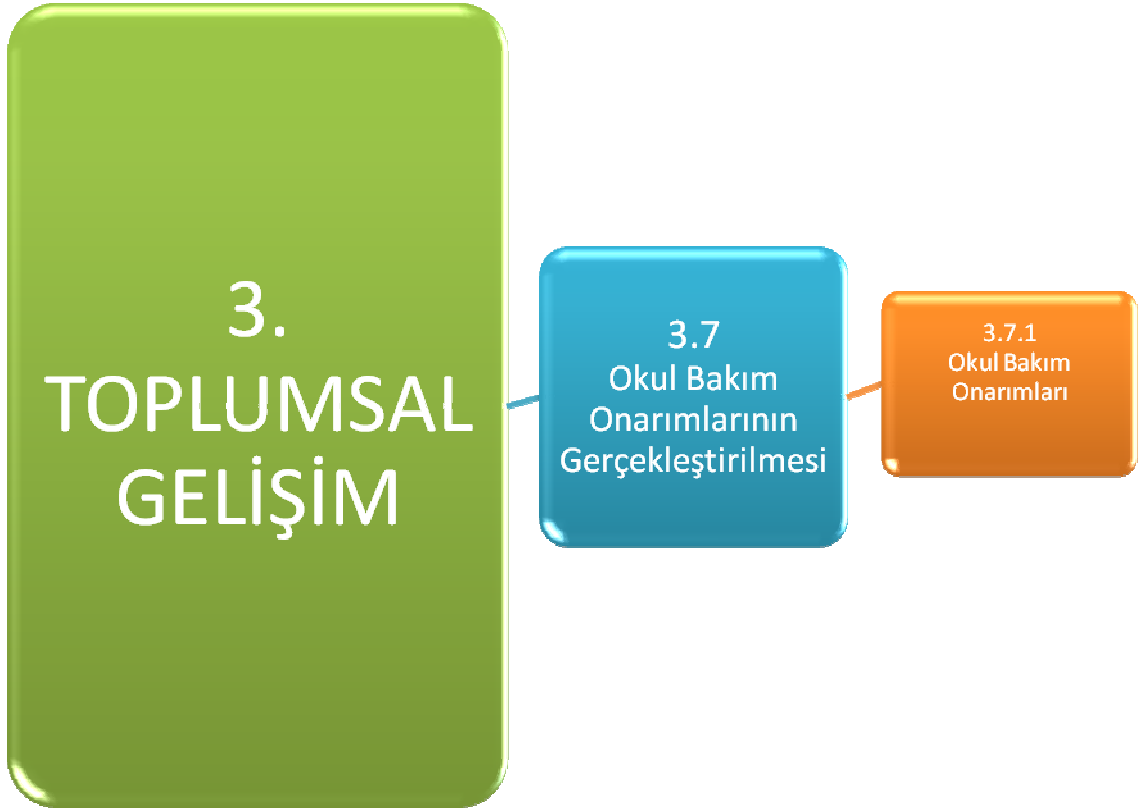 3.
TOPLUMSAL
GELİŞİM
3.7
Okul Bakım
Onarımlarının
Gerçekleştirilmesi
3.7.1
Okul Bakım
Onarımları